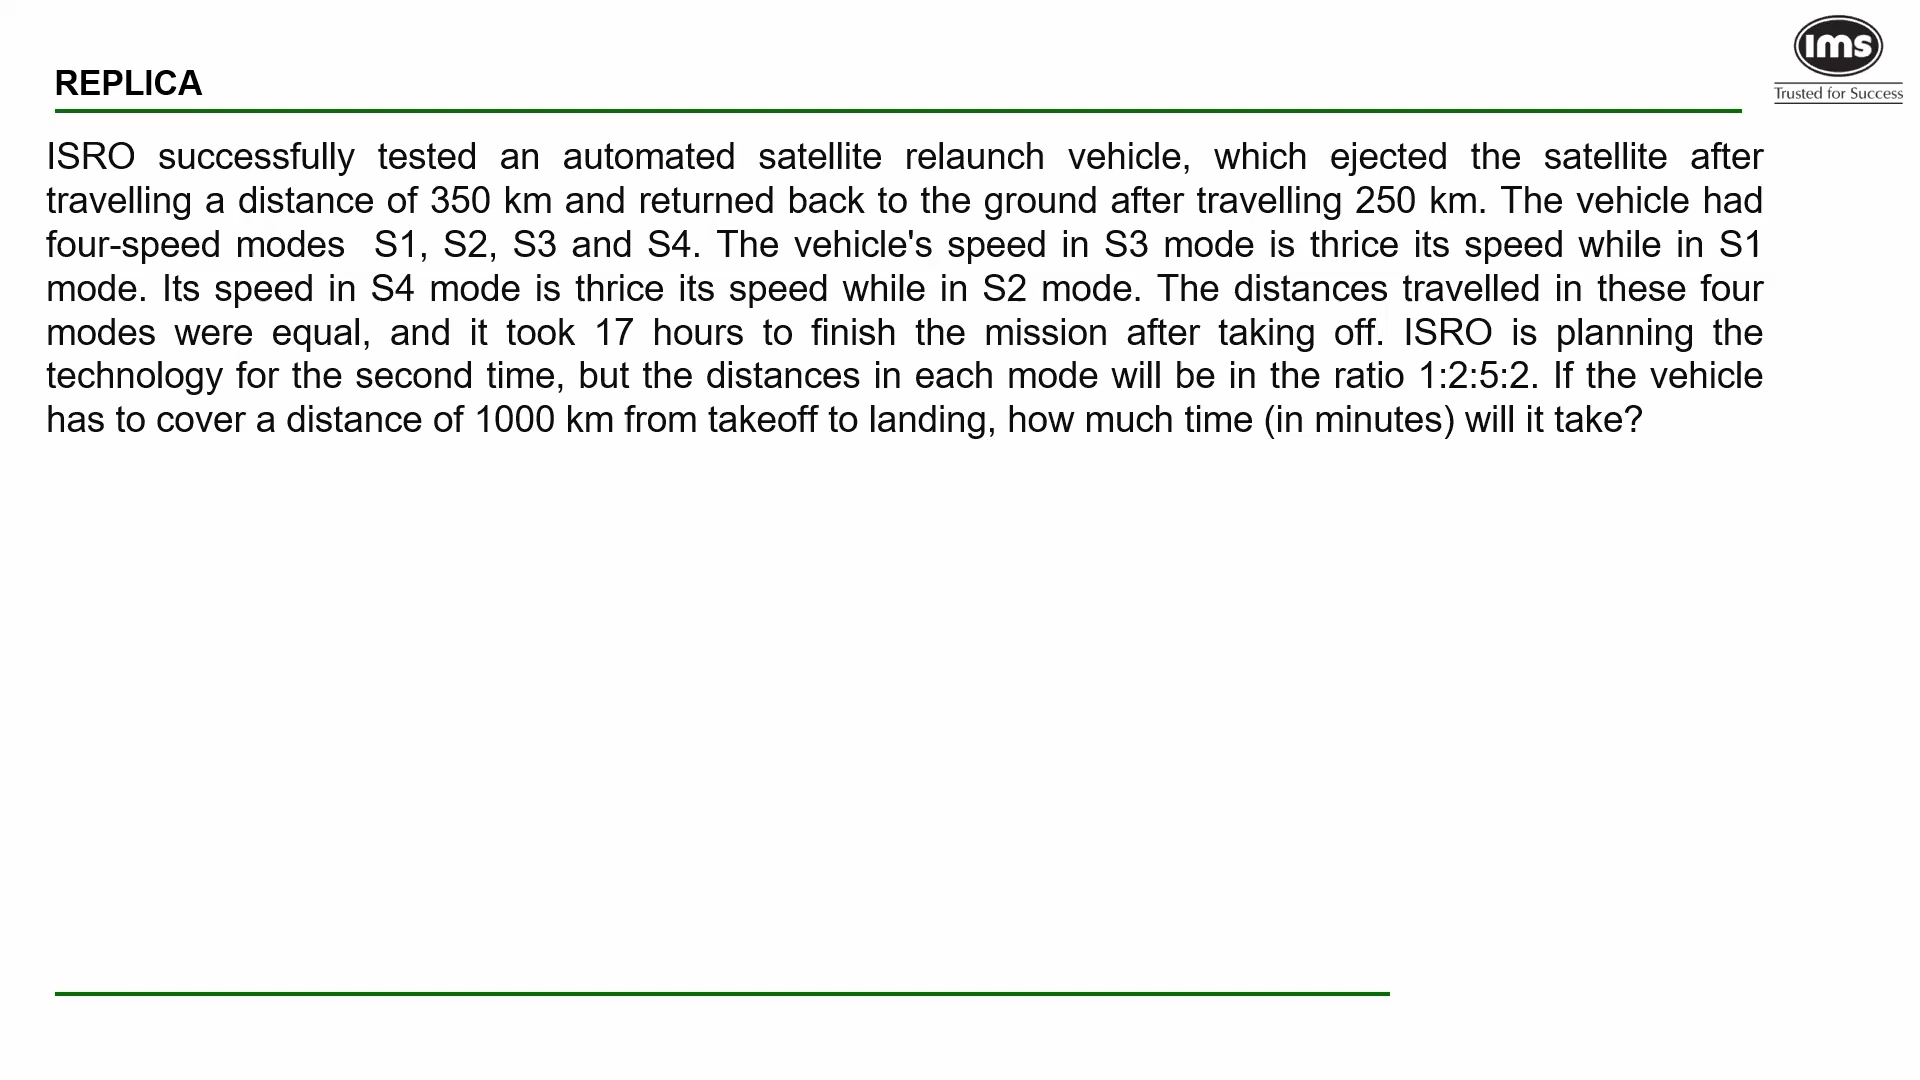 ims
Trusted for Success
REPLICA
ISRO successfully tested an automated satellite relaunch vehicle, which ejected the satellite after
travelling a distance of 350 km and returned back to the ground after travelling 250 km. The vehicle had
four-speed modes S1, S2, S3 and S4. The vehicle's speed in S3 mode is thrice its speed while in S1
mode. Its speed in S4 mode is thrice its speed while in S2 mode. The distances travelled in these four
modes were equal, and it took 17 hours to finish the mission after taking off. ISRO is planning the
technology for the second time, but the distances in each mode will be in the ratio 1:2:5:2. If the vehicle
has to cover a distance of 1000 km from takeoff to landing, how much time (in minutes) will it take?